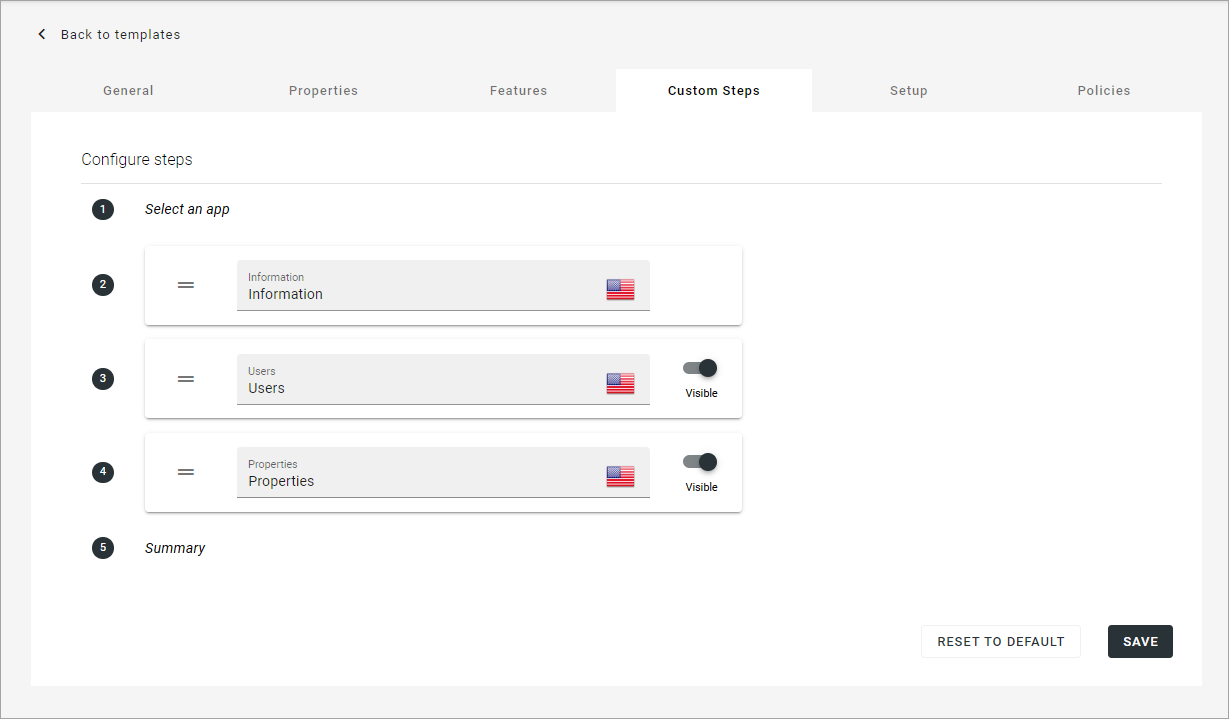 Back to templates
General Properties Features Custom Steps Setup Policies
Configure steps
1 Select an app
2
Information
Information
3
Users
Users
Visible
4
Properties
Properties
Visible
5 Summary
RESET TO DEFAULT SAVE